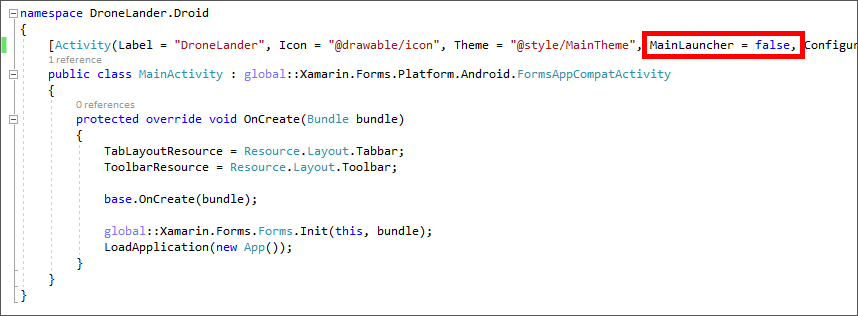 namespace DroneLander.Droid
{
[Activity(Label = "DroneLander", Icon = "@drawable/icon", Theme = "@style/MainTheme", MainLauncher = false, Configur
1 reference
public class MainActivity : global::Xamarin.Forms.Platform.Android.FormsAppCompatActivity
{
0 references
protected override void OnCreate(Bundle bundle)
{
TabLayoutResource = Resource.Layout.Tabbar;
ToolbarResource = Resource.Layout.Toolbar;
base.OnCreate(bundle);
global::Xamarin.Forms.Forms.Init(this, bundle);
LoadApplication(new App());
}
}
}